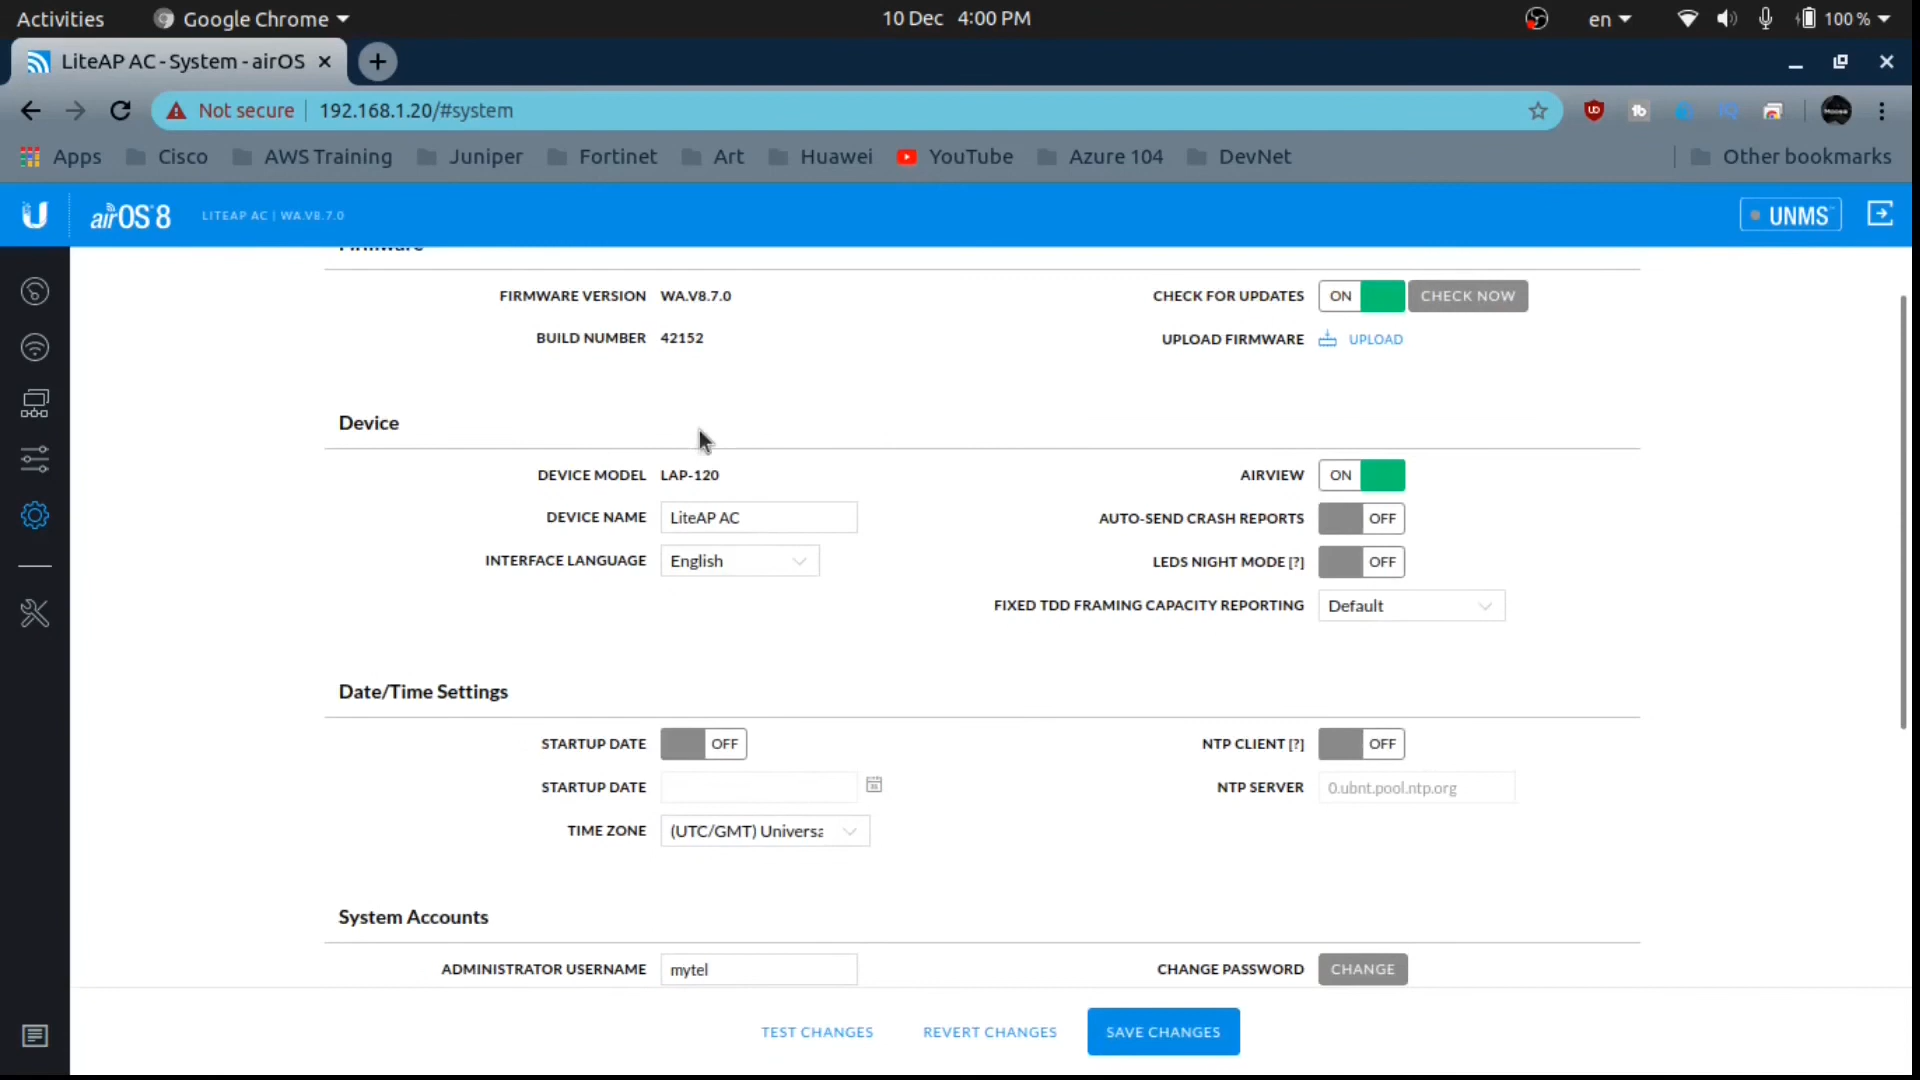 Activities Google Chrome 10 Dec 4:00 PM en 100 %
LiteAP AC - System - airOS
Not secure 192.168.1.20/#system
Apps Cisco AWS Training Juniper Fortinet Art Huawei YouTube Azure 104 DevNet Other bookmarks
U airOS 8 LITEAP AC | WA.V8.7.0 UNMS
Firmware
FIRMWARE VERSION WA.V8.7.0 CHECK FOR UPDATES ON CHECK NOW
BUILD NUMBER 42152 UPLOAD FIRMWARE UPLOAD
Device
DEVICE MODEL LAP-120 AIRVIEW ON
DEVICE NAME LiteAP AC AUTO-SEND CRASH REPORTS OFF
INTERFACE LANGUAGE English LEDS NIGHT MODE [?] OFF
FIXED TDD FRAMING CAPACITY REPORTING Default
Date/Time Settings
STARTUP DATE OFF NTP CLIENT [?] OFF
STARTUP DATE NTP SERVER 0.ubnt.pool.ntp.org
TIME ZONE (UTC/GMT) Universa
System Accounts
ADMINISTRATOR USERNAME mytel CHANGE PASSWORD CHANGE
TEST CHANGES REVERT CHANGES SAVE CHANGES